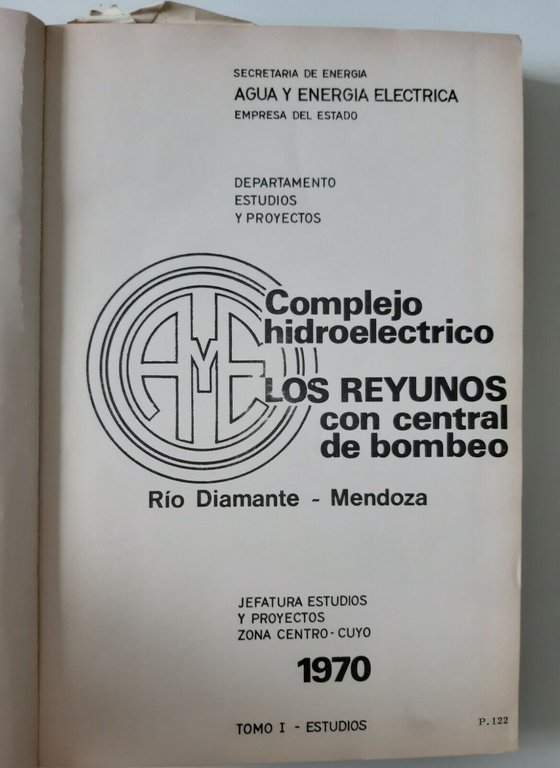 SECRETARIA DE ENERGIA
AGUA Y ENERGIA ELECTRICA
EMPRESA DEL ESTADO
DEPARTAMENTO
ESTUDIOS
Y PROYECTOS
AyE
Complejo
hidroelectrico
LOS REYUNOS
con central
de bombeo
Río Diamante - Mendoza
JEFATURA ESTUDIOS
Y PROYECTOS
ZONA CENTRO-CUYO
1970
TOMO I - ESTUDIOS
P. 122